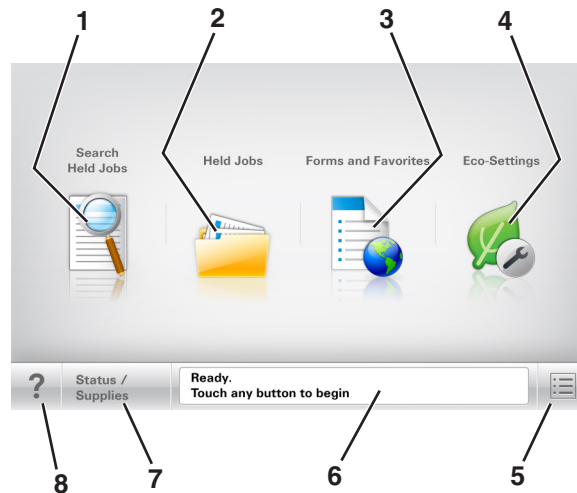 1
2
3
4
Search
Held Jobs
Held Jobs
Forms and Favorites
Eco-Settings
?
Status /
Supplies
Ready.
Touch any button to begin
8
7
6
5